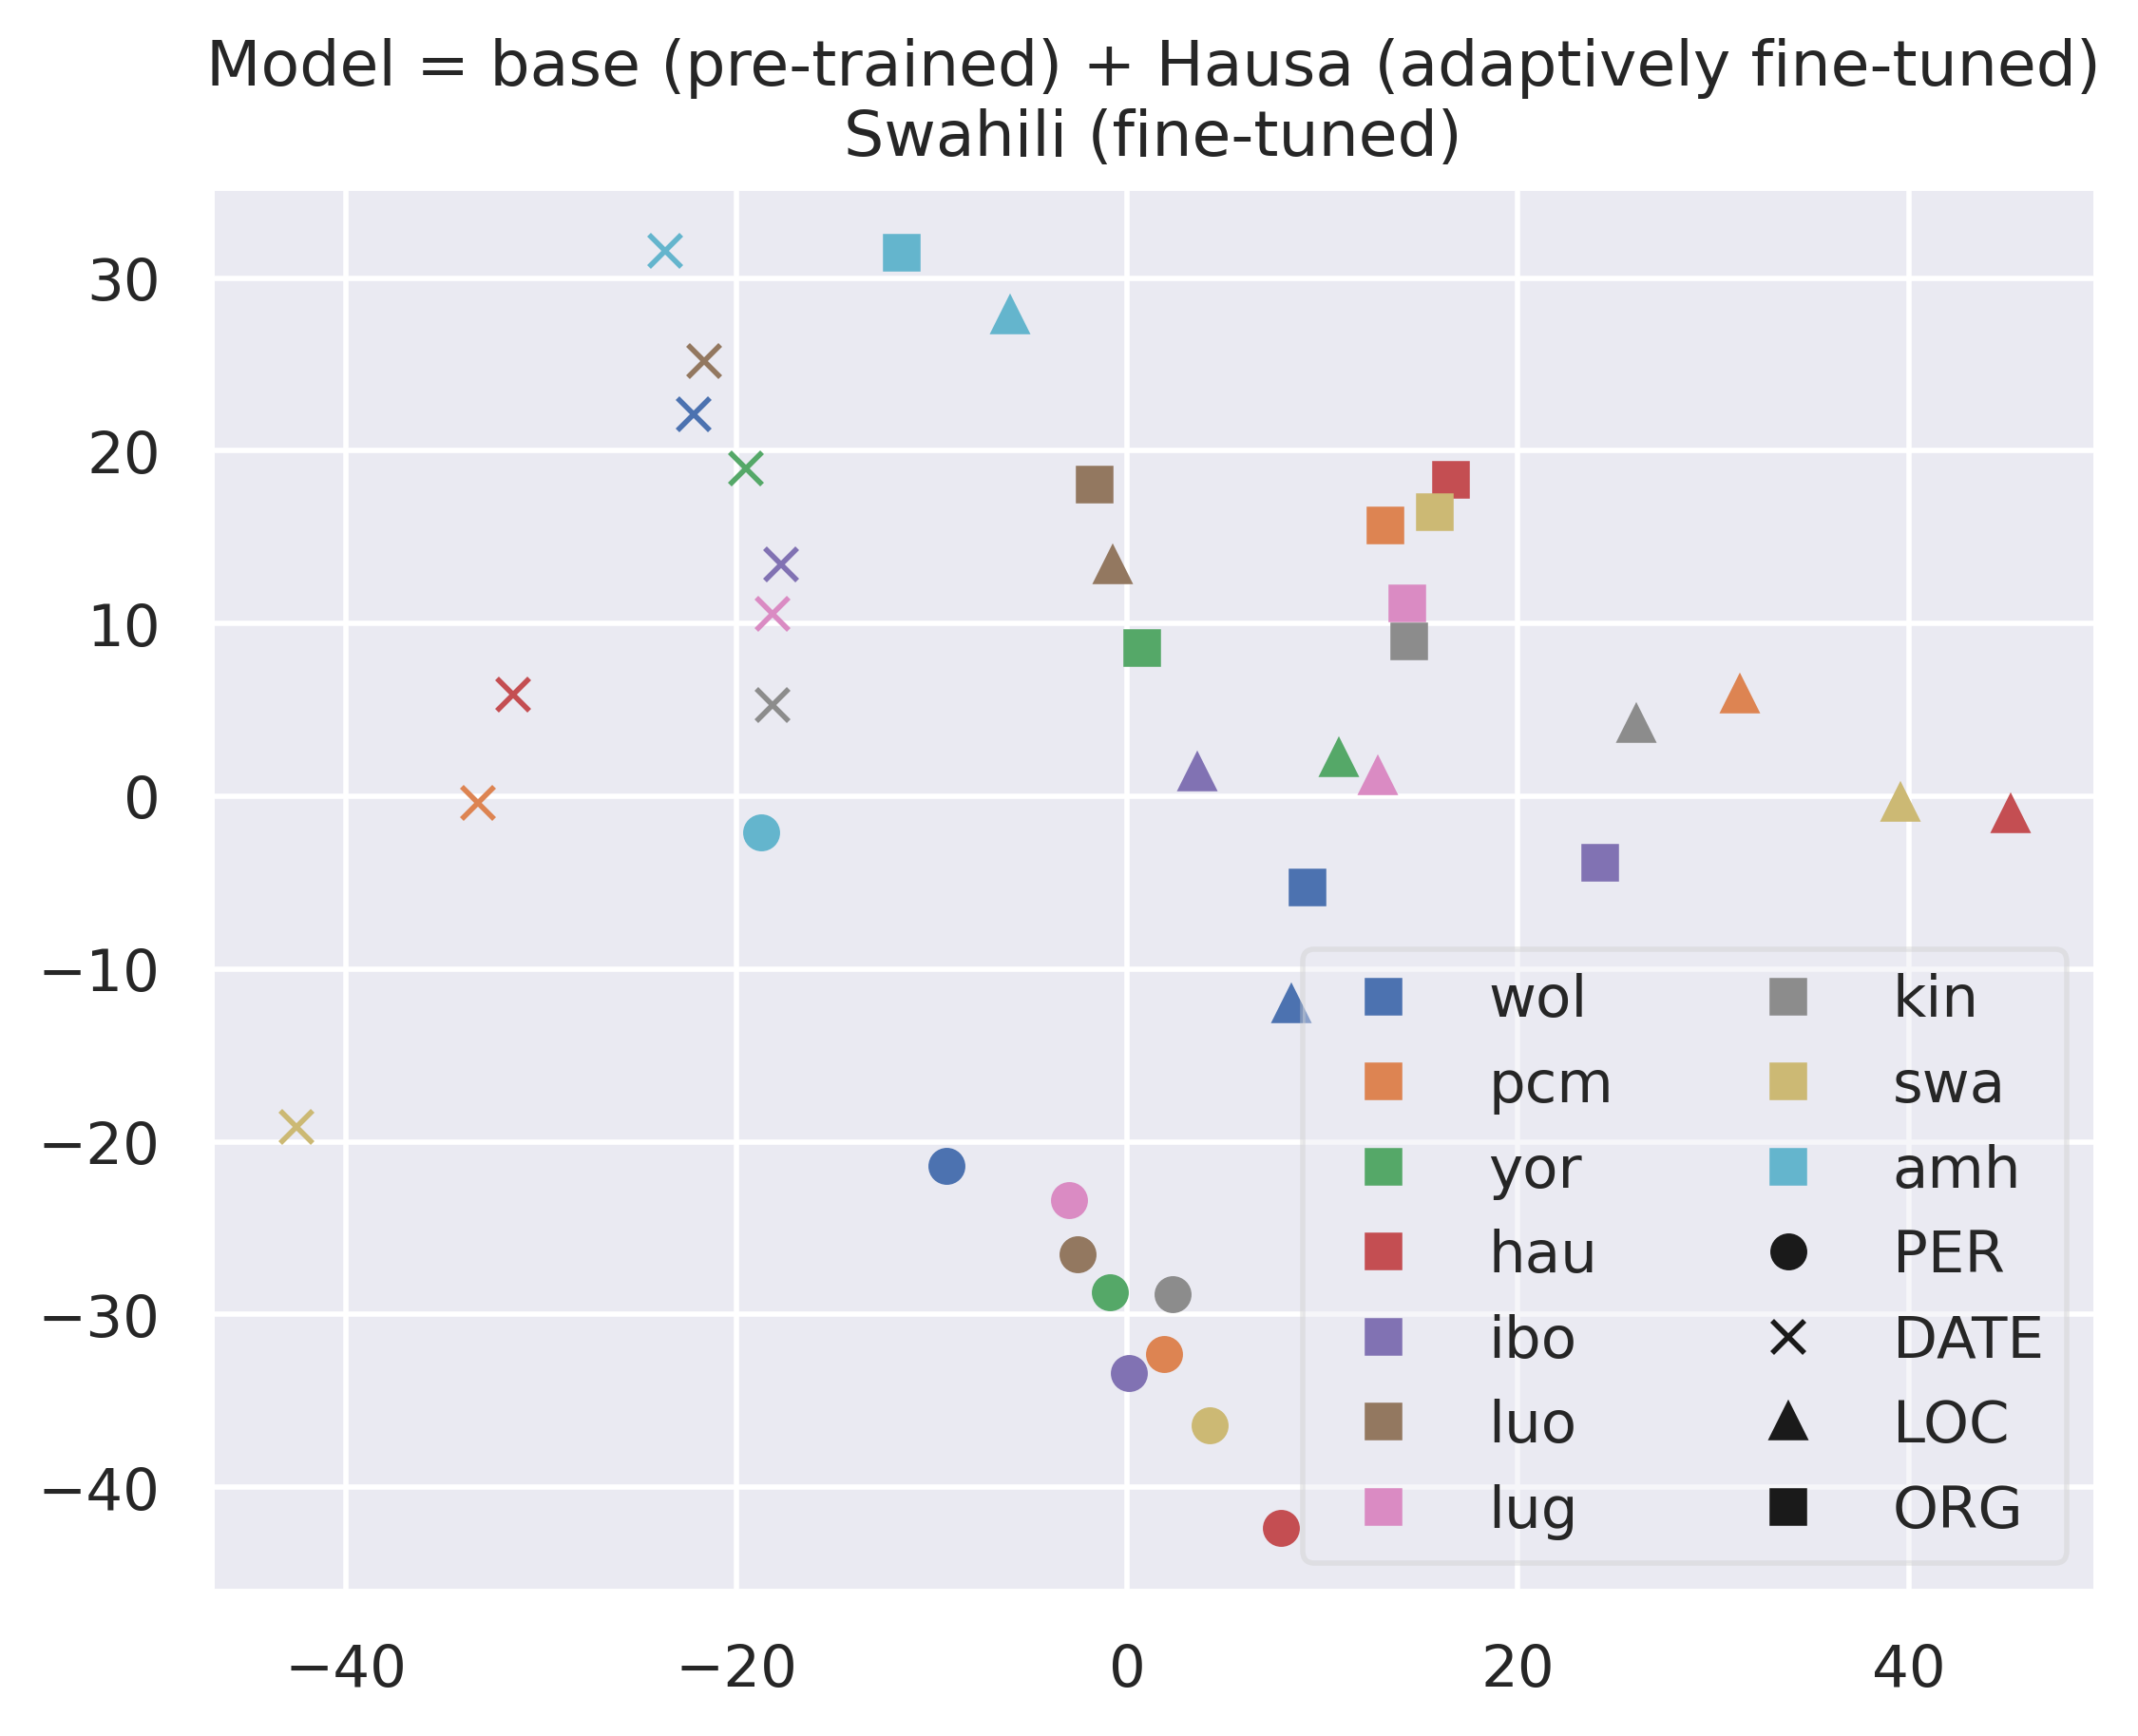 Model = base (pre-trained) + Hausa (adaptively fine-tuned)
Swahili (fine-tuned)
30
20
10
0
−10
−20
−30
−40
−40 −20 0 20 40
wol kin
pcm swa
yor amh
hau PER
ibo DATE
luo LOC
lug ORG